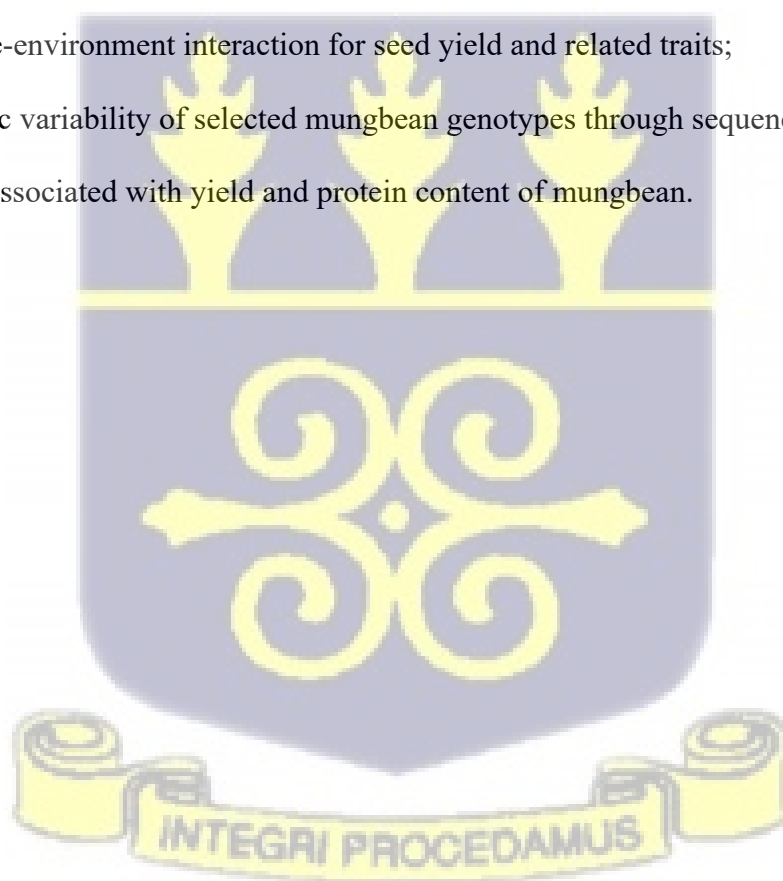 e-environment interaction for seed yield and related traits;
c variability of selected mungbean genotypes through sequen
ssociated with yield and protein content of mungbean.
INTEGRI PROCEDAMUS